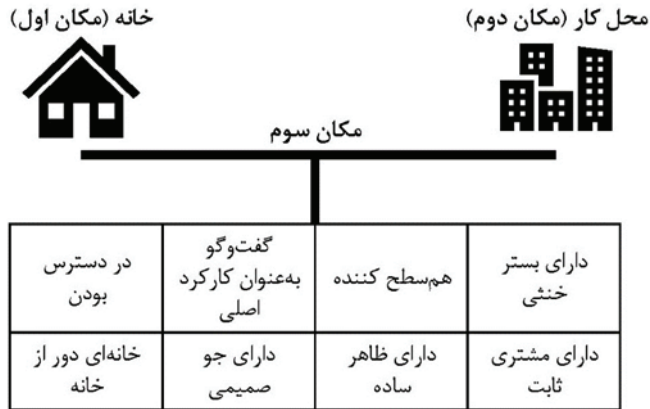 محل کار (مکان دوم)
خانه (مکان اول)
مکان سوم
دارای بستر
خنثی
هم‌سطح کننده
گفت‌وگو
به‌عنوان کارکرد
اصلی
در دسترس
بودن
دارای مشتری
ثابت
دارای ظاهر
ساده
دارای جو
صمیمی
خانه‌ای دور از
خانه